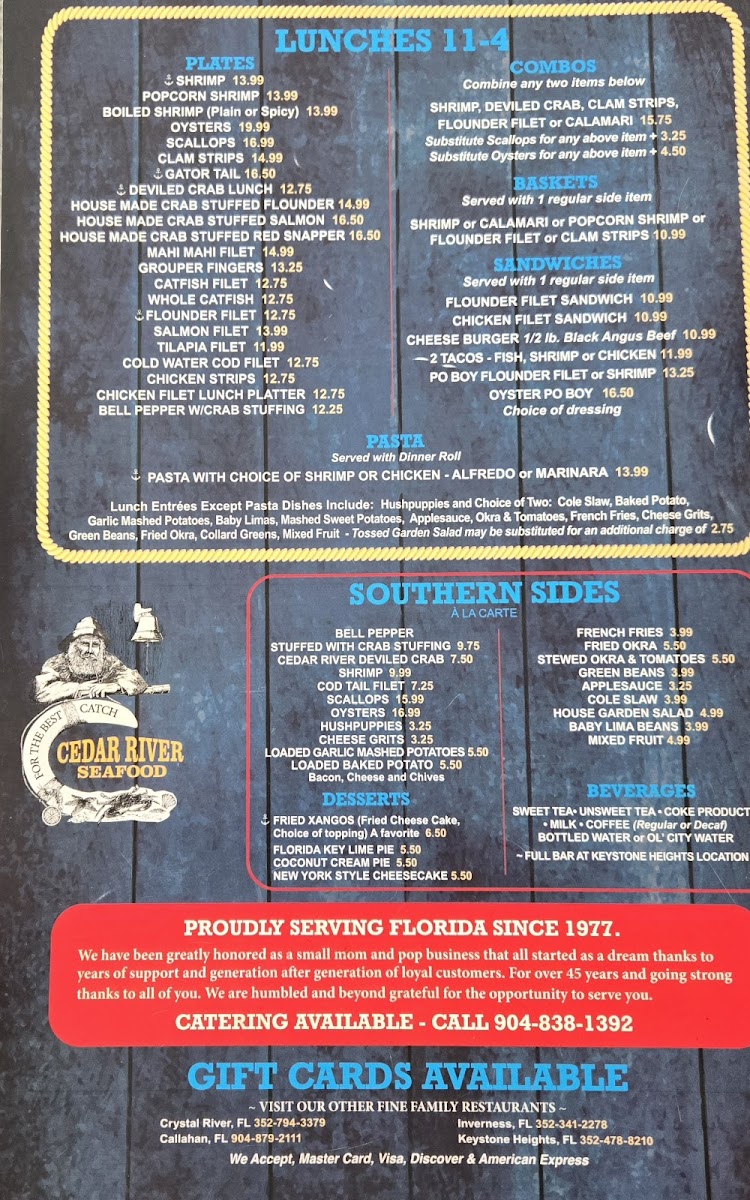 LUNCHES 11-4
PLATES
SHRIMP 13.99
POPCORN SHRIMP 13.99
BOILED SHRIMP (Plain or Spicy) 13.99
OYSTERS 19.99
SCALLOPS 16.99
CLAM STRIPS 14.99
GATOR TAIL 16.50
DEVILED CRAB LUNCH 12.75
HOUSE MADE CRAB STUFFED FLOUNDER 14.99
HOUSE MADE CRAB STUFFED SALMON 16.50
HOUSE MADE CRAB STUFFED RED SNAPPER 16.50
MAHI MAHI FILET 14.99
GROUPER FINGERS 13.25
CATFISH FILET 12.75
WHOLE CATFISH 12.75
FLOUNDER FILET 12.75
SALMON FILET 13.99
TILAPIA FILET 11.99
COLD WATER COD FILET 12.75
CHICKEN STRIPS 12.75
CHICKEN FILET LUNCH PLATTER 12.75
BELL PEPPER W/CRAB STUFFING 12.25
COMBOS
Combine any two items below
SHRIMP, DEVILED CRAB, CLAM STRIPS,
FLOUNDER FILET or CALAMARI 15.75
Substitute Scallops for any above item + 3.25
Substitute Oysters for any above item + 4.50
BASKETS
Served with 1 regular side item
SHRIMP or CALAMARI or POPCORN SHRIMP or
FLOUNDER FILET or CLAM STRIPS 10.99
SANDWICHES
Served with 1 regular side item
FLOUNDER FILET SANDWICH 10.99
CHICKEN FILET SANDWICH 10.99
CHEESE BURGER 1/2 lb. Black Angus Beef 10.99
2 TACOS - FISH, SHRIMP or CHICKEN 11.99
PO BOY FLOUNDER FILET or SHRIMP 13.25
OYSTER PO BOY 16.50
Choice of dressing
PASTA
Served with Dinner Roll
PASTA WITH CHOICE OF SHRIMP OR CHICKEN - ALFREDO or MARINARA 13.99
Lunch Entrées Except Pasta Dishes Include: Hushpuppies and Choice of Two: Cole Slaw, Baked Potato,
Garlic Mashed Potatoes, Baby Limas, Mashed Sweet Potatoes, Applesauce, Okra & Tomatoes, French Fries, Cheese Grits,
Green Beans, Fried Okra, Collard Greens, Mixed Fruit - Tossed Garden Salad may be substituted for an additional charge of 2.75
FOR THE BEST CATCH
CEDAR RIVER
SEAFOOD
SOUTHERN SIDES
À LA CARTE
BELL PEPPER
STUFFED WITH CRAB STUFFING 9.75
CEDAR RIVER DEVILED CRAB 7.50
SHRIMP 9.99
COD TAIL FILET 7.25
SCALLOPS 15.99
OYSTERS 16.99
HUSHPUPPIES 3.25
CHEESE GRITS 3.25
LOADED GARLIC MASHED POTATOES 5.50
LOADED BAKED POTATO 5.50
Bacon, Cheese and Chives
DESSERTS
FRIED XANGOS (Fried Cheese Cake,
Choice of topping) A favorite 6.50
FLORIDA KEY LIME PIE 5.50
COCONUT CREAM PIE 5.50
NEW YORK STYLE CHEESECAKE 5.50
FRENCH FRIES 3.99
FRIED OKRA 5.50
STEWED OKRA & TOMATOES 5.50
GREEN BEANS 3.99
APPLESAUCE 3.25
COLE SLAW 3.99
HOUSE GARDEN SALAD 4.99
BABY LIMA BEANS 3.99
MIXED FRUIT 4.99
BEVERAGES
SWEET TEA • UNSWEET TEA • COKE PRODUCT
• MILK • COFFEE (Regular or Decaf)
BOTTLED WATER or OL' CITY WATER
~ FULL BAR AT KEYSTONE HEIGHTS LOCATION
PROUDLY SERVING FLORIDA SINCE 1977.
We have been greatly honored as a small mom and pop business that all started as a dream thanks to
years of support and generation after generation of loyal customers. For over 45 years and going strong
thanks to all of you. We are humbled and beyond grateful for the opportunity to serve you.
CATERING AVAILABLE - CALL 904-838-1392
GIFT CARDS AVAILABLE
~ VISIT OUR OTHER FINE FAMILY RESTAURANTS ~
Crystal River, FL 352-794-3379
Inverness, FL 352-341-2278
Callahan, FL 904-879-2111
Keystone Heights, FL 352-478-8210
We Accept, Master Card, Visa, Discover & American Express